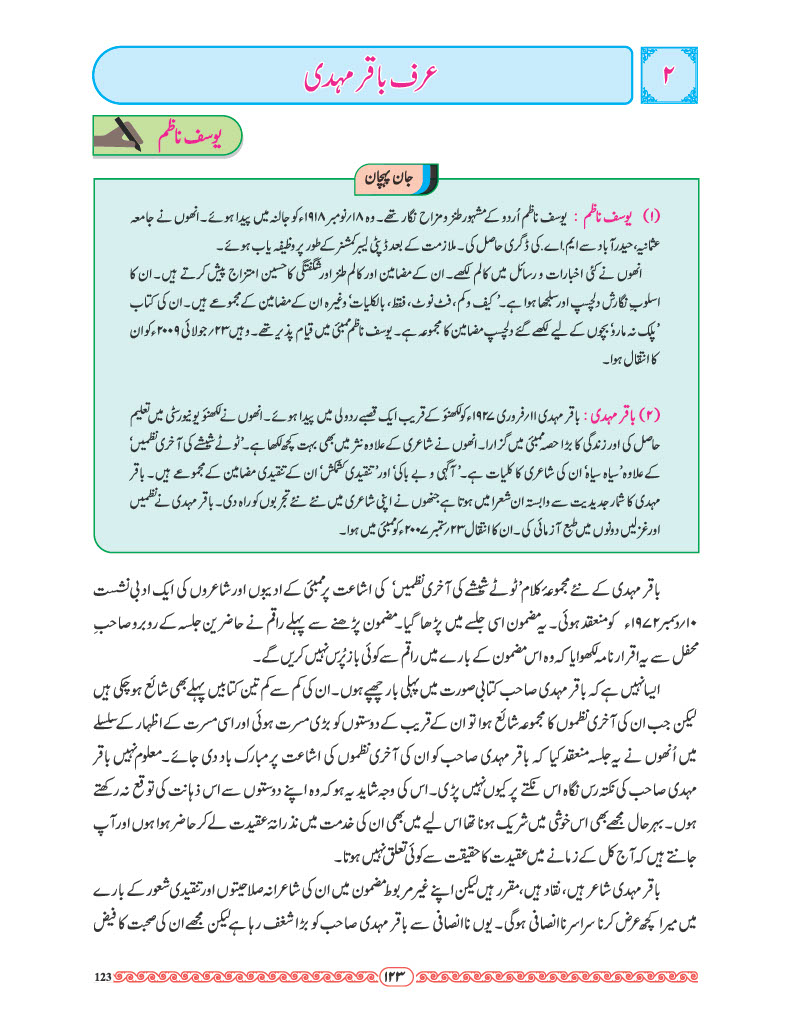 ۲
عرف باقر مہدی
یوسف ناظم
جان پہچان
(۱) یوسف ناظم : یوسف ناظم اُردو کے مشہور طنز و مزاح نگار تھے۔ وہ ۱۸؍نومبر ۱۹۱۸ء کو جالنہ میں پیدا ہوئے۔ انھوں نے جامعہ
عثمانیہ، حیدرآباد سے ایم۔اے۔ کی ڈگری حاصل کی۔ ملازمت کے بعد ڈپٹی لیبر کمشنر کے طور پر وظیفہ یاب ہوئے۔
انھوں نے کئی اخبارات و رسائل میں کالم لکھے۔ ان کے مضامین اور کالم طنز اور شگفتگی کا حسین امتزاج پیش کرتے ہیں۔ ان کا
اسلوبِ نگارش دلچسپ اور سلجھا ہوا ہے۔ ’کیف و کم، فٹ نوٹ، فقط، بالکلیات‘ وغیرہ ان کے مضامین کے مجموعے ہیں۔ ان کی کتاب
’پلک نہ مارو‘ بچوں کے لیے لکھے گئے دلچسپ مضامین کا مجموعہ ہے۔ یوسف ناظم ممبئی میں قیام پذیر تھے۔ وہیں ۲۳؍جولائی ۲۰۰۹ء کو ان
کا انتقال ہوا۔
(۲) باقر مہدی : باقر مہدی ۱۱؍فروری ۱۹۲۷ء کو لکھنؤ کے قریب ایک قصبے ردولی میں پیدا ہوئے۔ انھوں نے لکھنؤ یونیورسٹی میں تعلیم
حاصل کی اور زندگی کا بڑا حصہ ممبئی میں گزارا۔ انھوں نے شاعری کے علاوہ نثر میں بھی بہت کچھ لکھا ہے۔ ’ٹوٹے شیشے کی آخری نظمیں‘
کے علاوہ ’سیاہ سیاہ‘ ان کی شاعری کا کلیات ہے۔ ’آگہی و بے باکی‘ اور ’تنقیدی کشمکش‘ ان کے تنقیدی مضامین کے مجموعے ہیں۔ باقر
مہدی کا شمار جدیدیت سے وابستہ ان شعرا میں ہوتا ہے جنھوں نے اپنی شاعری میں نئے نئے تجربوں کو راہ دی۔ باقر مہدی نے نظمیں
اور غزلیں دونوں میں طبع آزمائی کی۔ ان کا انتقال ۲۳؍ستمبر ۲۰۰۷ء کو ممبئی میں ہوا۔
باقر مہدی کے نئے مجموعۂ کلام ’ٹوٹے شیشے کی آخری نظمیں‘ کی اشاعت پر ممبئی کے ادیبوں اور شاعروں کی ایک ادبی نشست
۱۰؍دسمبر ۱۹۷۲ء کو منعقد ہوئی۔ یہ مضمون اسی جلسے میں پڑھا گیا۔ مضمون پڑھنے سے پہلے راقم نے حاضرینِ جلسہ کے روبرو صاحبِ
محفل سے یہ اقرار نامہ لکھوایا کہ وہ اس مضمون کے بارے میں راقم سے کوئی باز پُرس نہیں کریں گے۔
ایسا نہیں ہے کہ باقر مہدی صاحب کتابی صورت میں پہلی بار چھپے ہوں۔ ان کی کم سے کم تین کتابیں پہلے بھی شائع ہو چکی ہیں
لیکن جب ان کی آخری نظموں کا مجموعہ شائع ہوا تو ان کے قریب کے دوستوں کو بڑی مسرت ہوئی اور اسی مسرت کے اظہار کے سلسلے
میں اُنھوں نے یہ جلسہ منعقد کیا کہ باقر مہدی صاحب کو ان کی آخری نظموں کی اشاعت پر مبارک باد دی جائے۔ معلوم نہیں باقر
مہدی صاحب کی نکتہ رس نگاہ اس نکتے پر کیوں نہیں پڑی۔ اس کی وجہ شاید یہ ہو کہ وہ اپنے دوستوں سے اس ذہانت کی توقع نہ رکھتے
ہوں۔ بہر حال مجھے بھی اس خوشی میں شریک ہونا تھا اس لیے میں بھی ان کی خدمت میں نذرانۂ عقیدت لے کر حاضر ہوا ہوں اور آپ
جانتے ہیں کہ آج کل کے زمانے میں عقیدت کا حقیقت سے کوئی تعلق نہیں ہوتا۔
باقر مہدی شاعر ہیں، نقاد ہیں، مقرر ہیں لیکن اپنے غیر مربوط مضمون میں ان کی شاعرانہ صلاحیتوں اور تنقیدی شعور کے بارے
میں میرا کچھ عرض کرنا سراسر ناانصافی ہوگی۔ یوں ناانصافی سے باقر مہدی صاحب کو بڑا شغف رہا ہے لیکن مجھے ان کی صحبت کا فیض
123 ۱۲۳